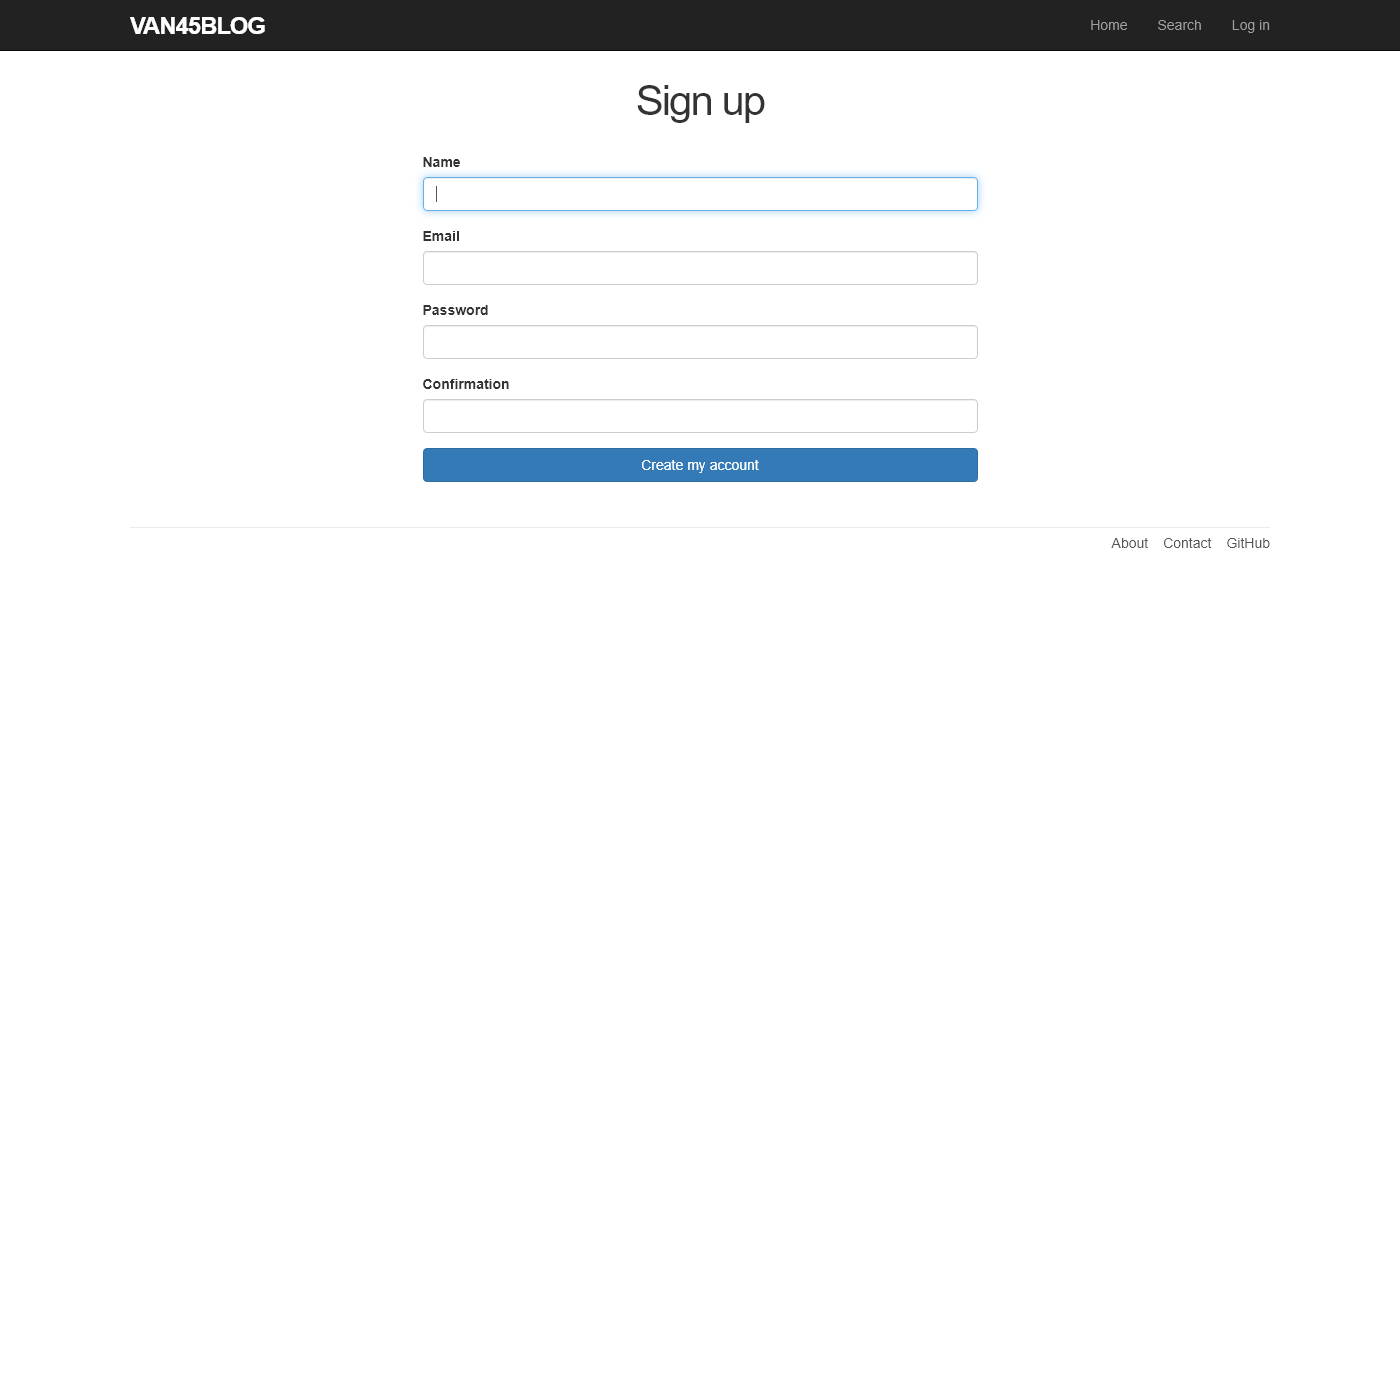 VAN45BLOG
Home Search Log in
Sign up
Name
Email
Password
Confirmation
Create my account
About Contact GitHub